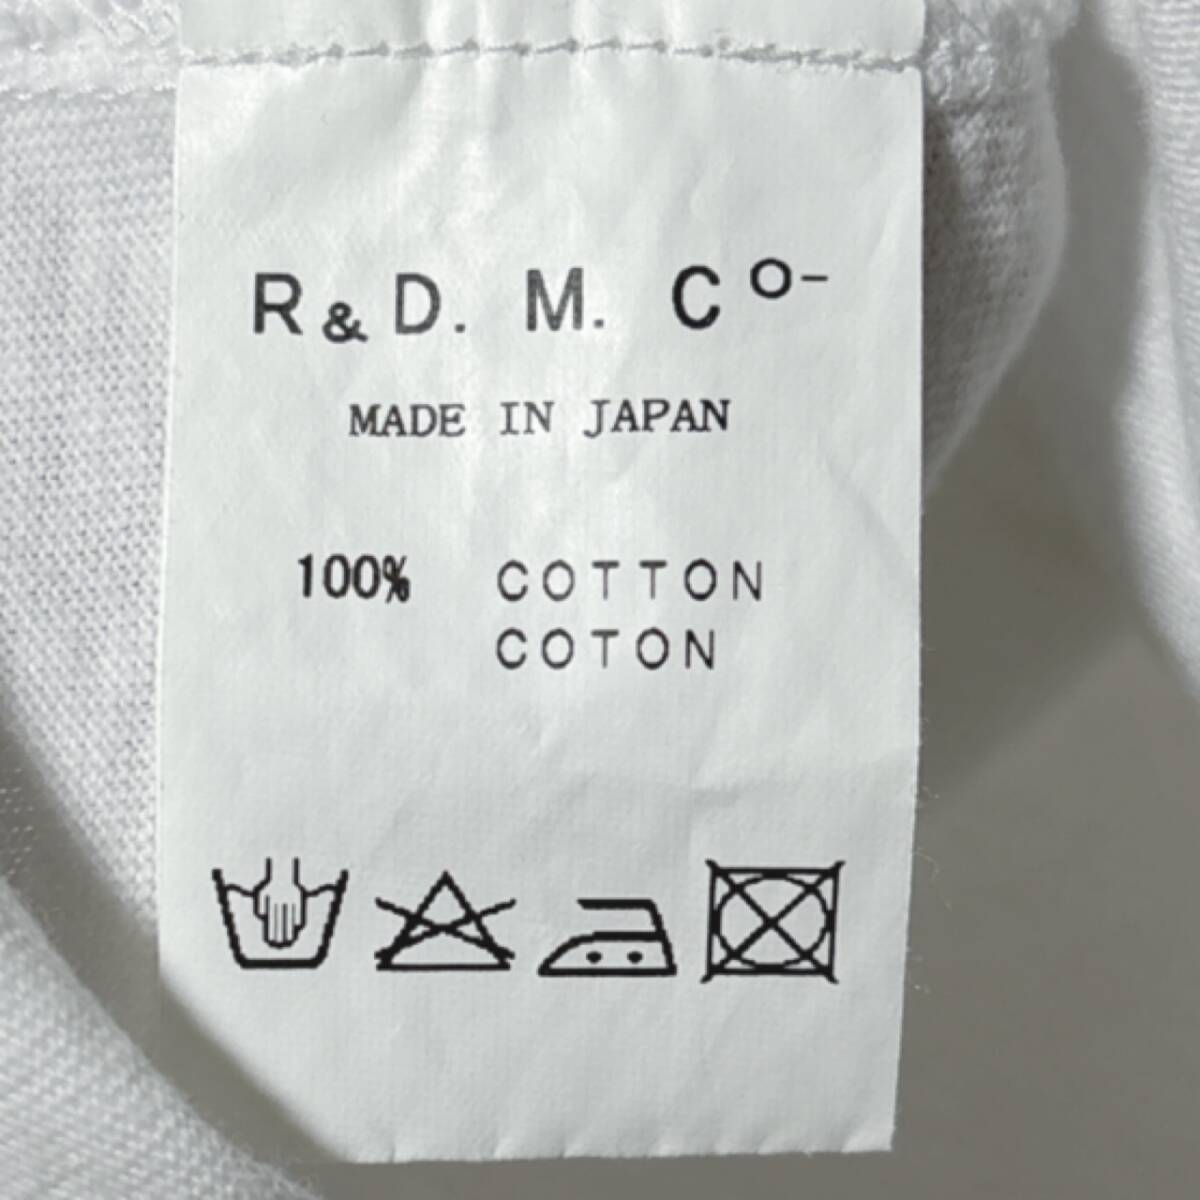 R & D. M. Co-
MADE IN JAPAN
100% COTTON
COTON